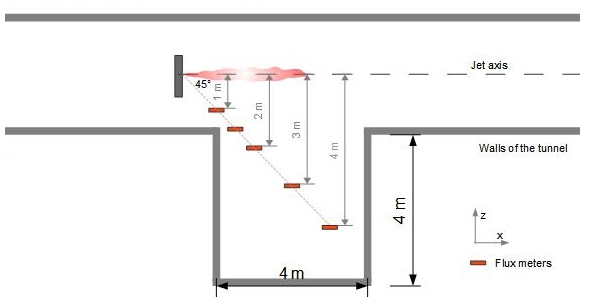 Jet axis
45°
1 m
2 m
3 m
4 m
Walls of the tunnel
4 m
z
x
4 m
Flux meters